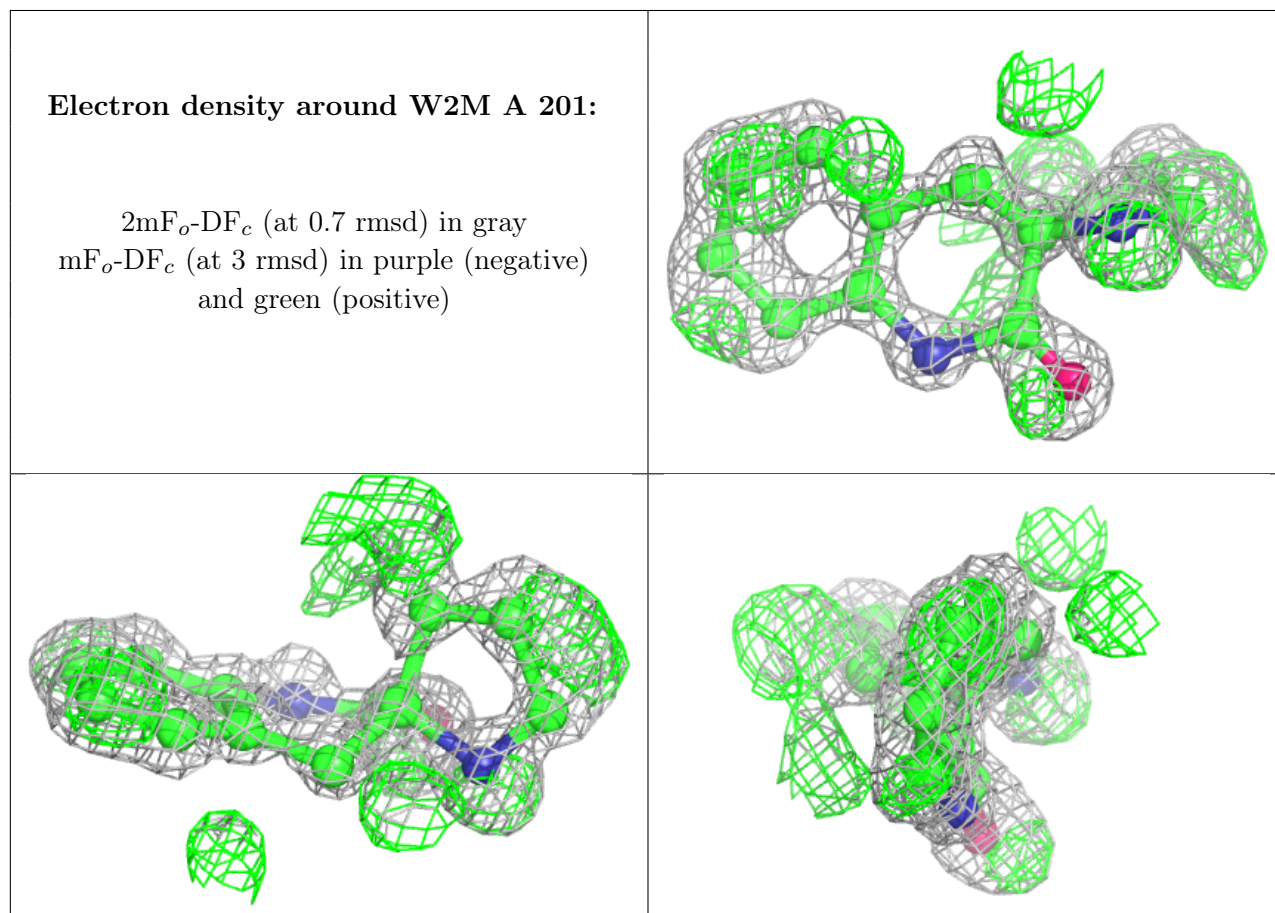 Electron density around W2M A 201:
2mFo-DFc (at 0.7 rmsd) in gray
mFo-DFc (at 3 rmsd) in purple (negative)
and green (positive)